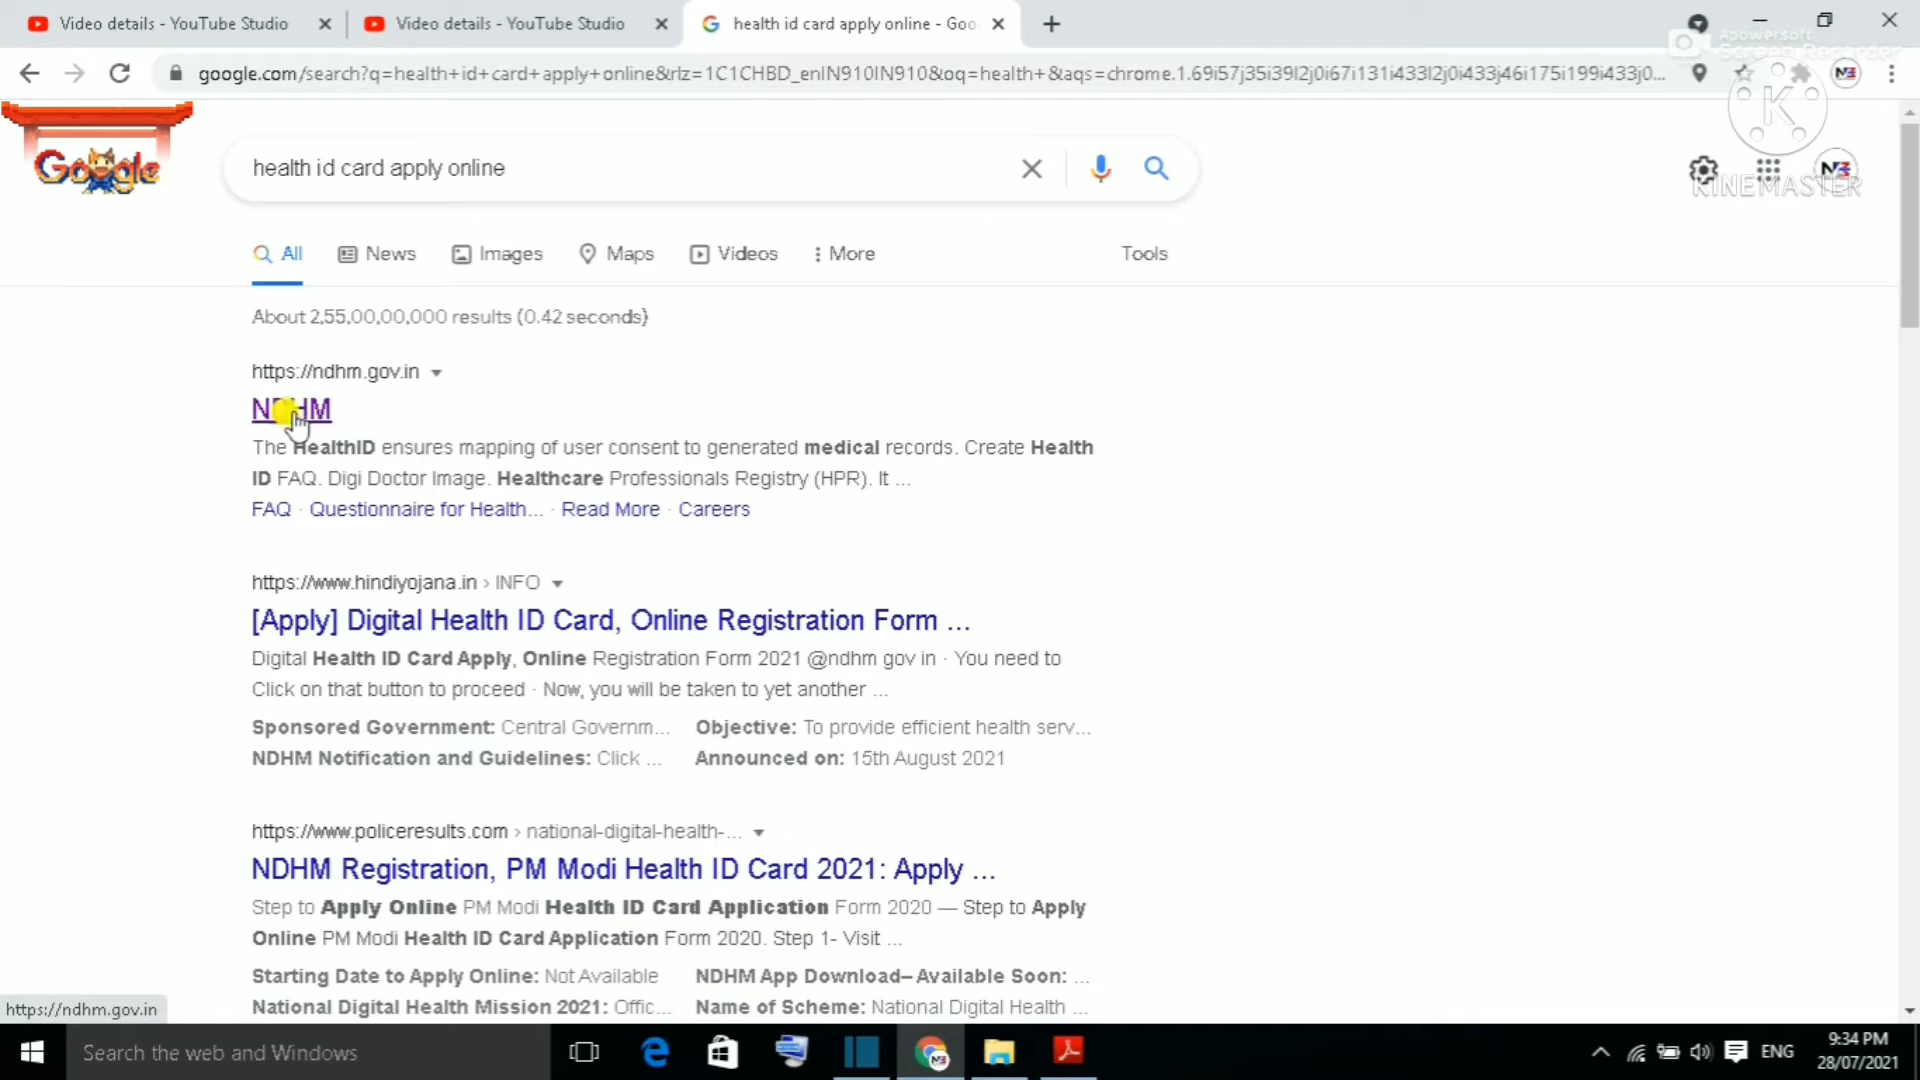 Video details - YouTube Studio
Video details - YouTube Studio
health id card apply online - Goo
Apowersoft
Screen Recorder
google.com/search?q=health+id+card+apply+online&rlz=1C1CHBD_enIN910IN910&oq=health+&aqs=chrome.1.69i57j35i39l2j0i67i131i433l2j0i433j46i175i199i433j0...
Google
health id card apply online
K
KINEMASTER
All
News
Images
Maps
Videos
More
Tools
About 2,55,00,00,000 results (0.42 seconds)
https://ndhm.gov.in
NDHM
The HealthID ensures mapping of user consent to generated medical records. Create Health
ID FAQ. Digi Doctor Image. Healthcare Professionals Registry (HPR). It ...
FAQ · Questionnaire for Health... · Read More · Careers
https://www.hindiyojana.in › INFO
[Apply] Digital Health ID Card, Online Registration Form ...
Digital Health ID Card Apply, Online Registration Form 2021 @ndhm gov in · You need to
Click on that button to proceed · Now, you will be taken to yet another ...
Sponsored Government: Central Governm... Objective: To provide efficient health serv...
NDHM Notification and Guidelines: Click ... Announced on: 15th August 2021
https://www.policeresults.com › national-digital-health-...
NDHM Registration, PM Modi Health ID Card 2021: Apply ...
Step to Apply Online PM Modi Health ID Card Application Form 2020 — Step to Apply
Online PM Modi Health ID Card Application Form 2020. Step 1- Visit ...
Starting Date to Apply Online: Not Available NDHM App Download– Available Soon: ...
National Digital Health Mission 2021: Offic... Name of Scheme: National Digital Health ...
https://ndhm.gov.in
Search the web and Windows
ENG
9:34 PM
28/07/2021